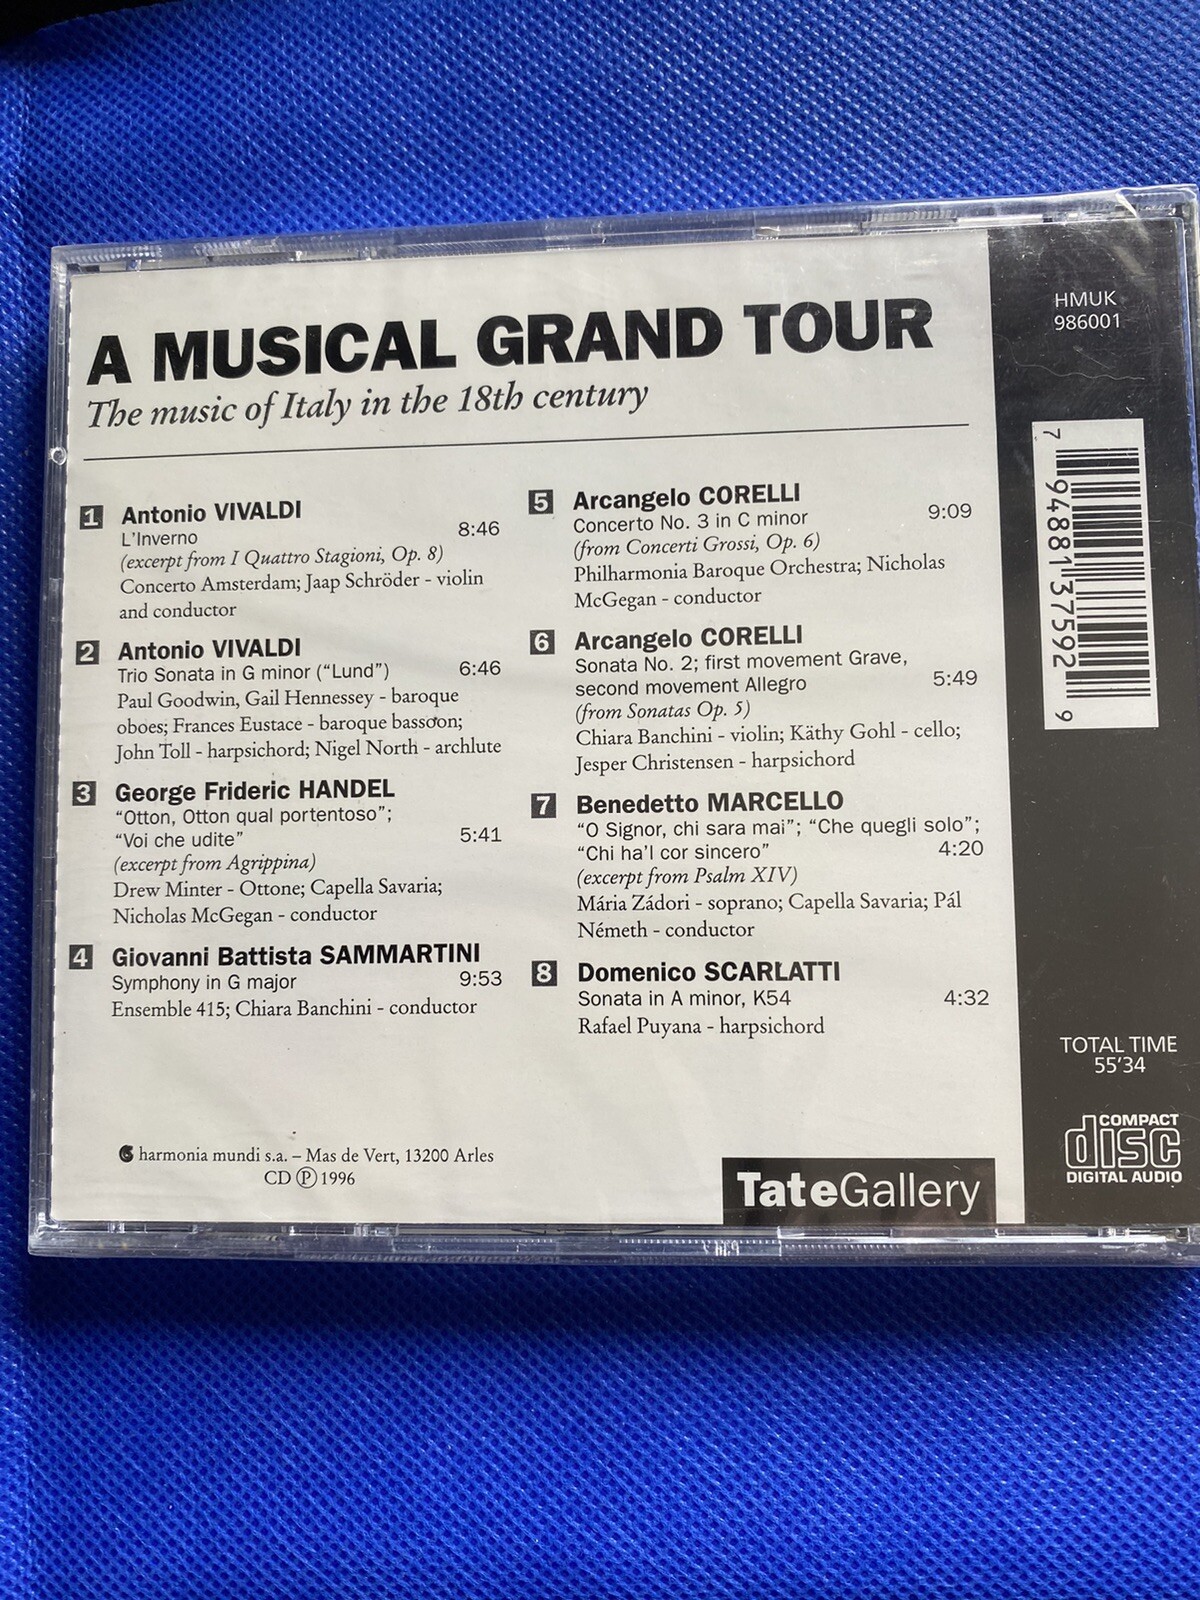 A MUSICAL GRAND TOUR
The music of Italy in the 18th century
1 Antonio VIVALDI
L'Inverno 8:46
(excerpt from I Quattro Stagioni, Op. 8)
Concerto Amsterdam; Jaap Schröder - violin
and conductor
2 Antonio VIVALDI
Trio Sonata in G minor (“Lund”) 6:46
Paul Goodwin, Gail Hennessey - baroque
oboes; Frances Eustace - baroque bassoon;
John Toll - harpsichord; Nigel North - archlute
3 George Frideric HANDEL
“Otton, Otton qual portentoso”;
“Voi che udite” 5:41
(excerpt from Agrippina)
Drew Minter - Ottone; Capella Savaria;
Nicholas McGegan - conductor
4 Giovanni Battista SAMMARTINI
Symphony in G major 9:53
Ensemble 415; Chiara Banchini - conductor
5 Arcangelo CORELLI
Concerto No. 3 in C minor 9:09
(from Concerti Grossi, Op. 6)
Philharmonia Baroque Orchestra; Nicholas
McGegan - conductor
6 Arcangelo CORELLI
Sonata No. 2; first movement Grave,
second movement Allegro 5:49
(from Sonatas Op. 5)
Chiara Banchini - violin; Käthy Gohl - cello;
Jesper Christensen - harpsichord
7 Benedetto MARCELLO
“O Signor, chi sara mai”; “Che quegli solo”;
“Chi ha'l cor sincero” 4:20
(excerpt from Psalm XIV)
Mária Zádori - soprano; Capella Savaria; Pál
Németh - conductor
8 Domenico SCARLATTI
Sonata in A minor, K54 4:32
Rafael Puyana - harpsichord
harmonia mundi s.a. – Mas de Vert, 13200 Arles
CD Ⓟ 1996
TateGallery
HMUK
986001
7 94881 37592 9
TOTAL TIME
55'34
COMPACT
disc
DIGITAL AUDIO